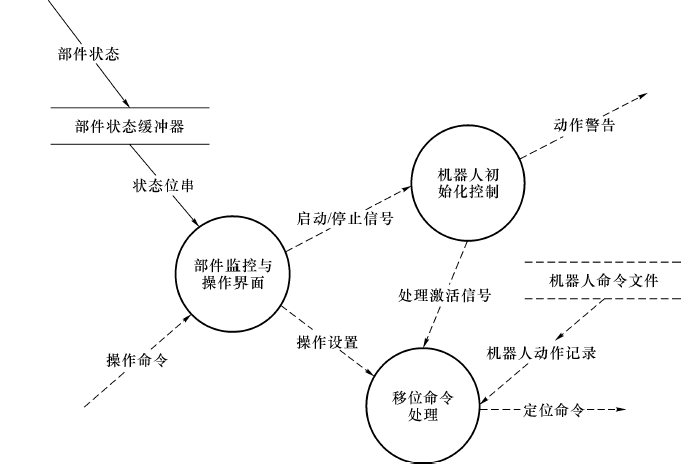 部件状态
部件状态缓冲器
动作警告
机器人初
始化控制
状态位串
启动/停止信号
部件监控与
操作界面
机器人命令文件
处理激活信号
操作设置
机器人动作记录
操作命令
移位命令
处理
定位命令